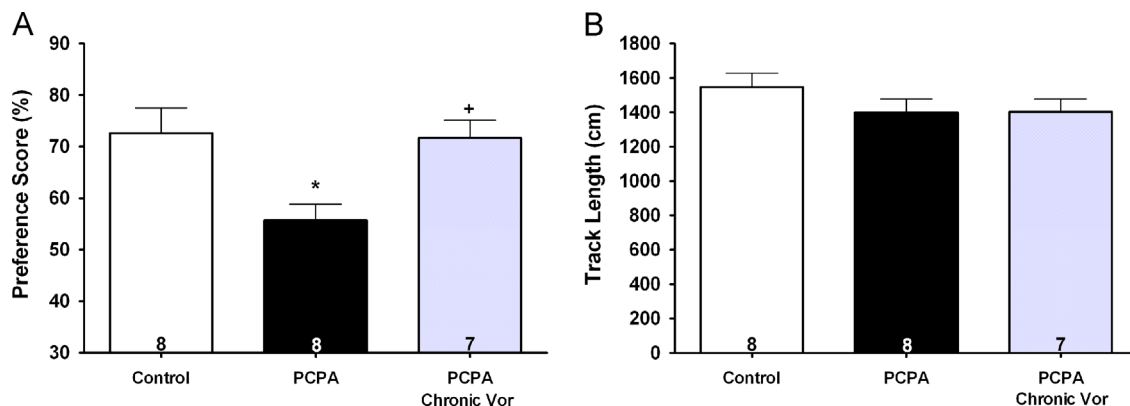 A
Preference Score (%)
90
80
70
60
50
40
30
+
*
8
8
7
Control
PCPA
PCPA
Chronic Vor
B
Track Length (cm)
1800
1600
1400
1200
1000
800
600
400
200
0
8
8
7
Control
PCPA
PCPA
Chronic Vor